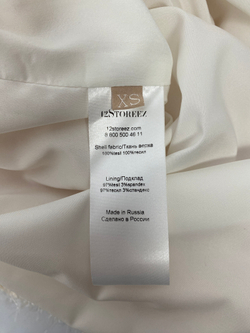 XS
12STOREEZ
12storeez.com
8 800 500 46 11
Shell fabric/Ткань верха
Lining/Подклад
Made in Russia
Сделано в России